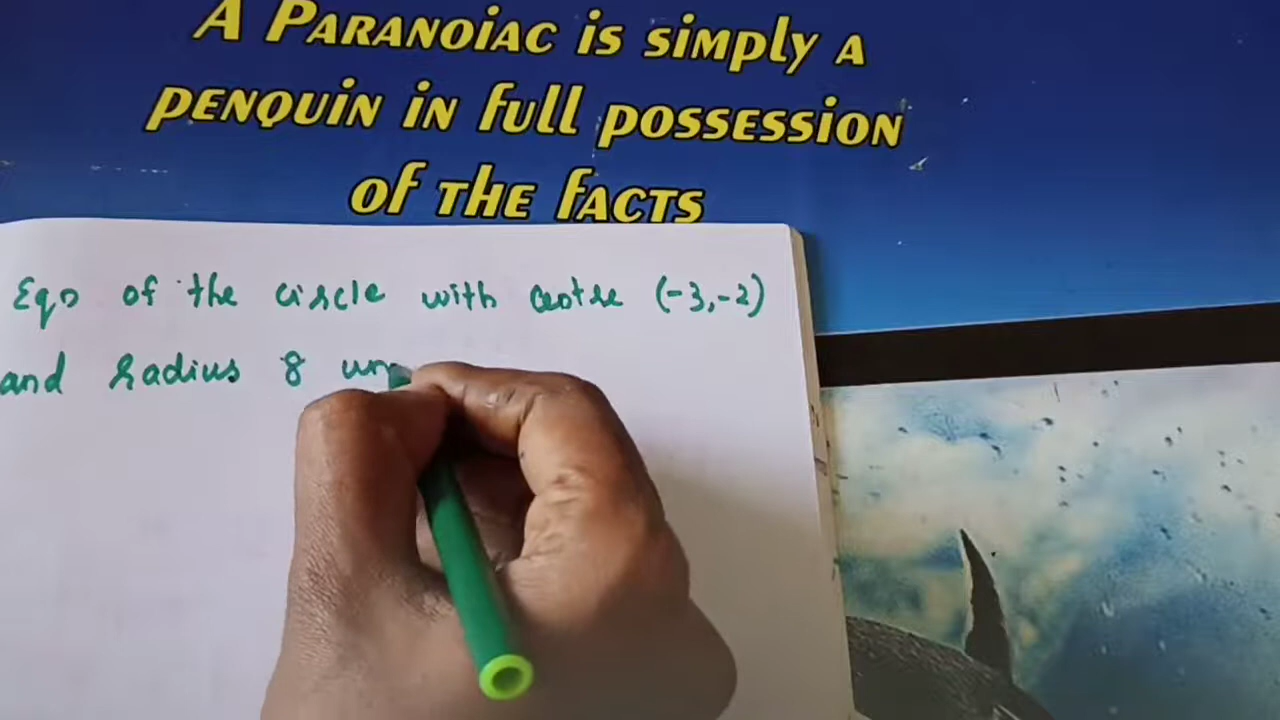 A PARANOIAC IS SIMPLY A
PENQUIN IN FULL POSSESSION
OF THE FACTS
Eqn of the circle with centre (-3,-2)
and radius 8 un